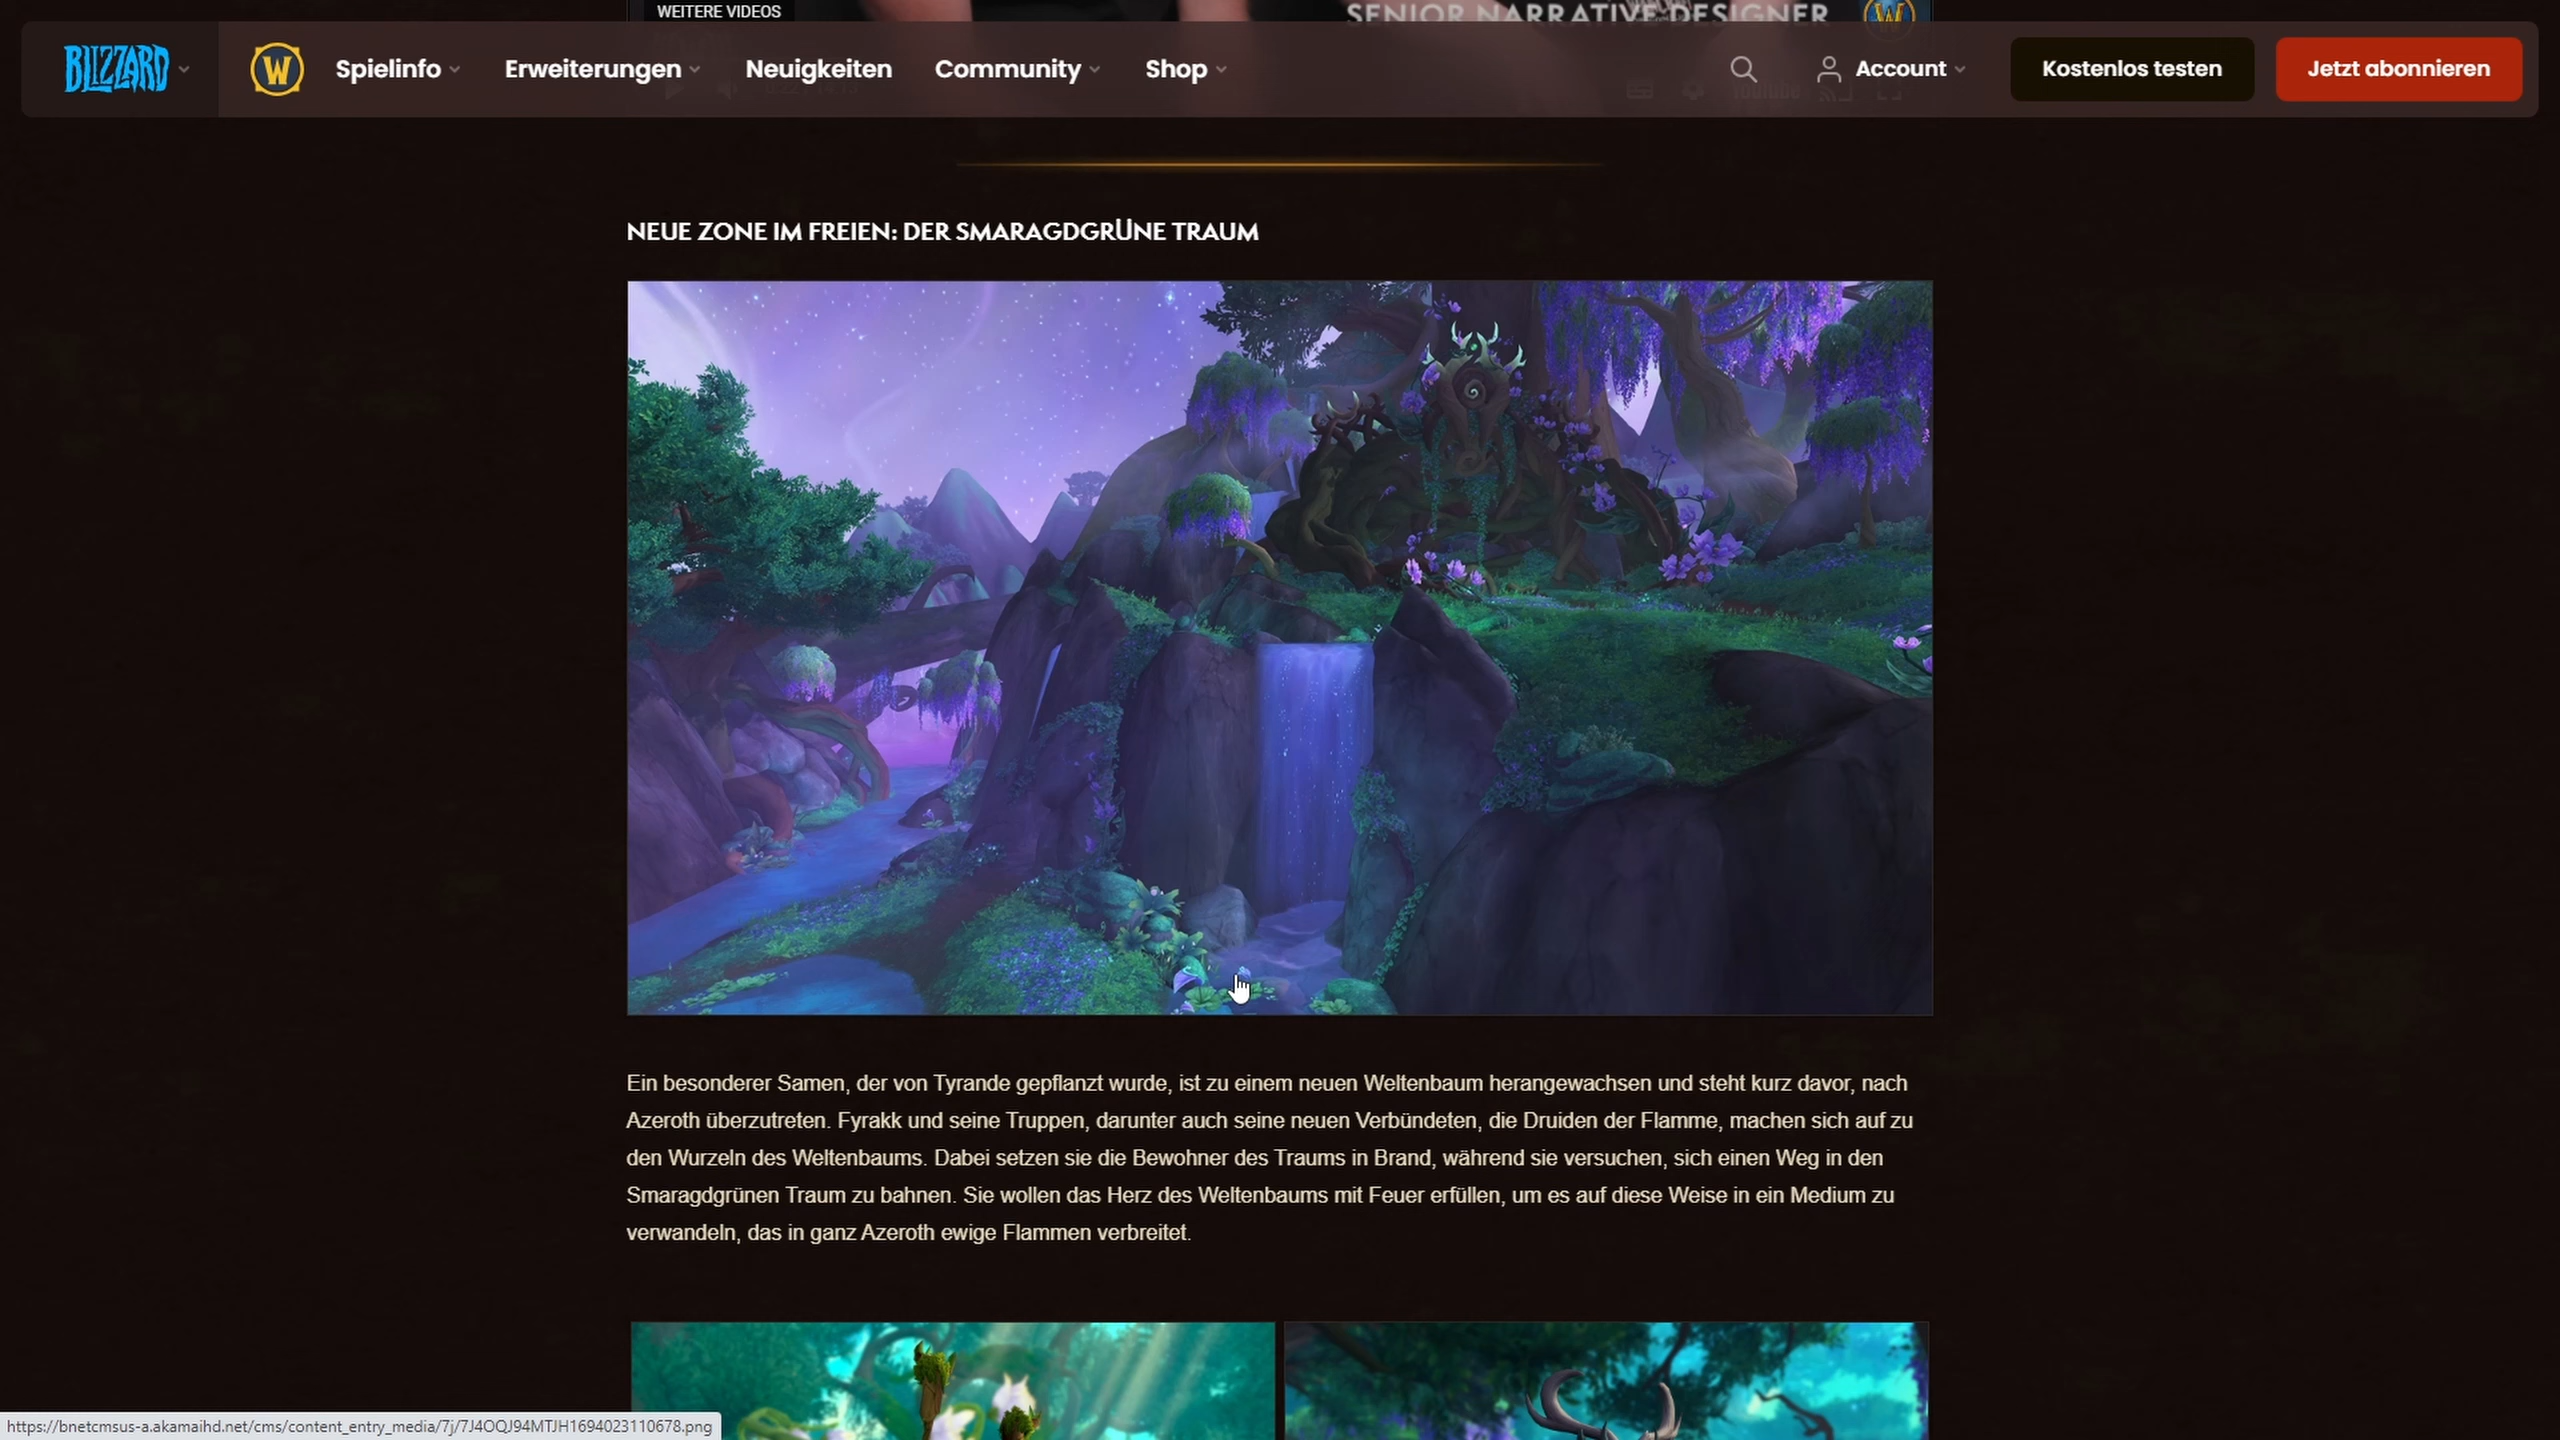 WEITERE VIDEOS
SENIOR NARRATIVE DESIGNER
BLIZZARD
W
Spielinfo
Erweiterungen
Neuigkeiten
Community
Shop
Account
Kostenlos testen
Jetzt abonnieren
NEUE ZONE IM FREIEN: DER SMARAGDGRÜNE TRAUM
Ein besonderer Samen, der von Tyrande gepflanzt wurde, ist zu einem neuen Weltenbaum herangewachsen und steht kurz davor, nach
Azeroth überzutreten. Fyrakk und seine Truppen, darunter auch seine neuen Verbündeten, die Druiden der Flamme, machen sich auf zu
den Wurzeln des Weltenbaums. Dabei setzen sie die Bewohner des Traums in Brand, während sie versuchen, sich einen Weg in den
Smaragdgrünen Traum zu bahnen. Sie wollen das Herz des Weltenbaums mit Feuer erfüllen, um es auf diese Weise in ein Medium zu
verwandeln, das in ganz Azeroth ewige Flammen verbreitet.
https://bnetcmsus-a.akamaihd.net/cms/content_entry_media/7j/7J4OQJ94MTJH1694023110678.png